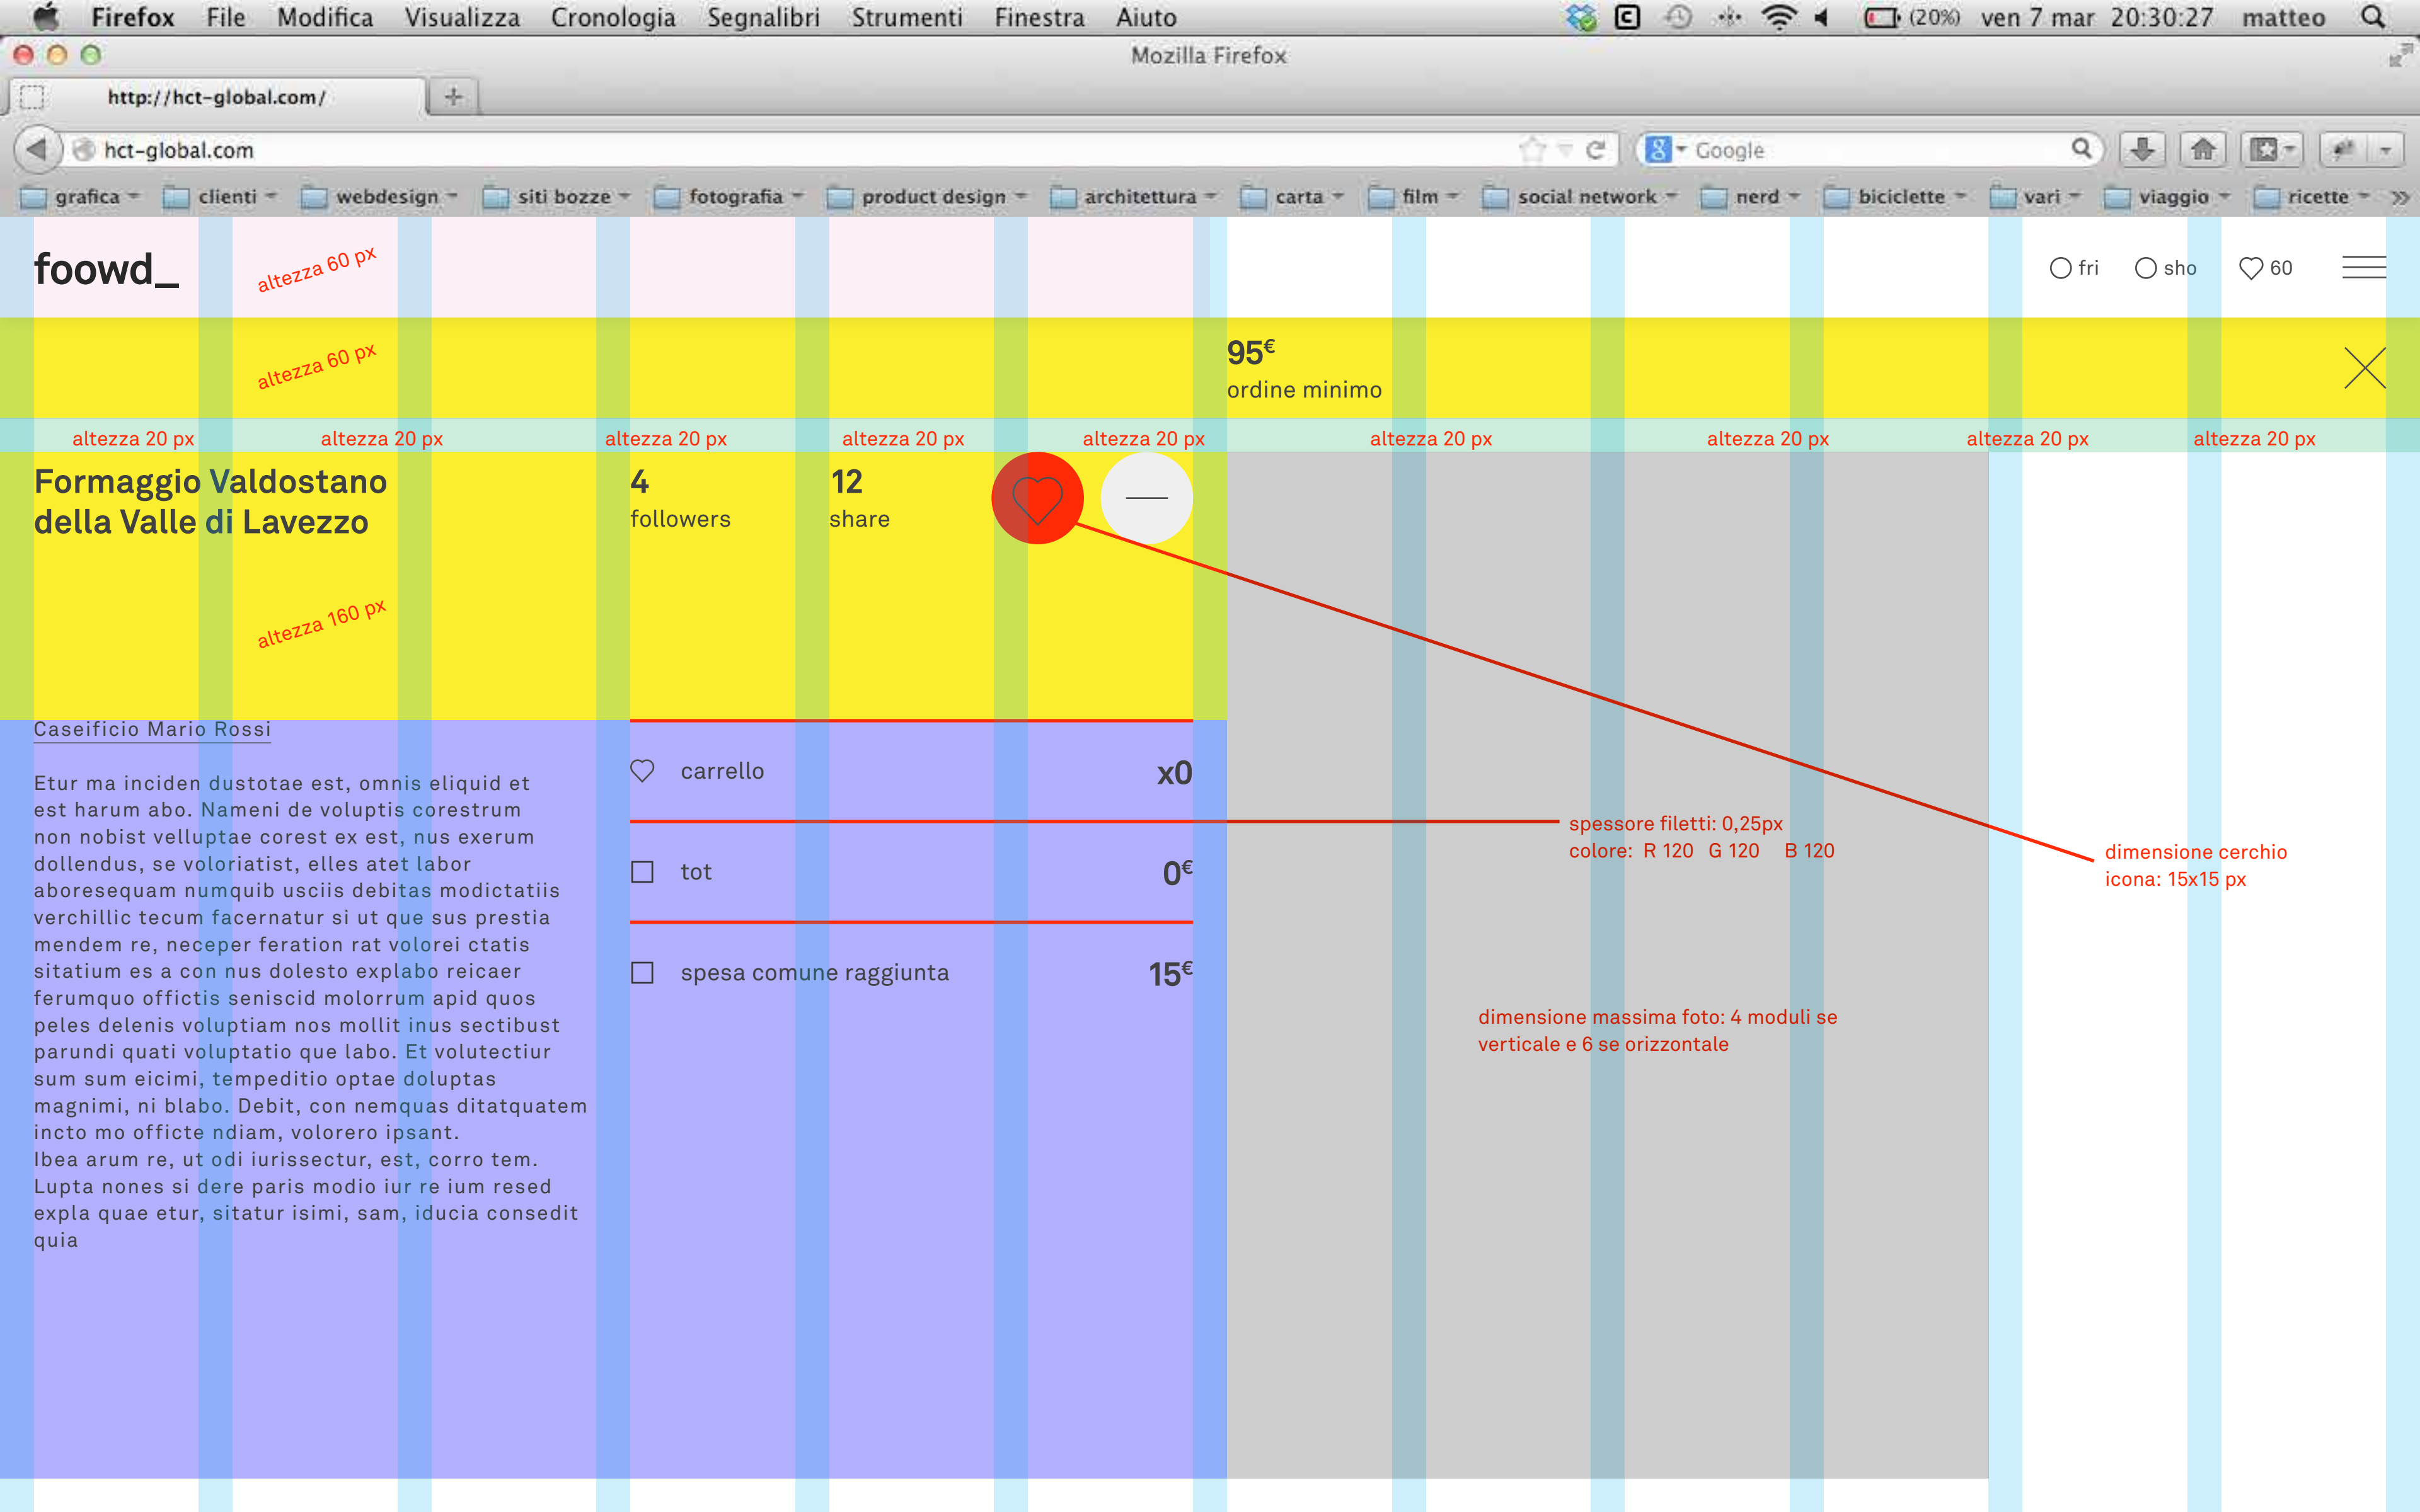 Firefox File Modifica Visualizza Cronologia Segnalibri Strumenti Finestra Aiuto (20%) ven 7 mar 20:30:27 matteo
Mozilla Firefox
http://hct-global.com/
hct-global.com Google
grafica clienti webdesign siti bozze fotografia product design architettura carta film social network nerd biciclette vari viaggio ricette
foowd_ altezza 60 px fri sho 60
altezza 60 px
95€
ordine minimo
altezza 20 px altezza 20 px altezza 20 px altezza 20 px altezza 20 px altezza 20 px altezza 20 px altezza 20 px altezza 20 px
Formaggio Valdostano
della Valle di Lavezzo
4
followers
12
share
altezza 160 px
Caseificio Mario Rossi
Etur ma inciden dustotae est, omnis eliquid et
est harum abo. Nameni de voluptis corestrum
non nobist velluptae corest ex est, nus exerum
dollendus, se voloriatist, elles atet labor
aboresequam numquib usciis debitas modictatiis
verchillic tecum facernatur si ut que sus prestia
mendem re, neceper feration rat volorei ctatis
sitatium es a con nus dolesto explabo reicaer
ferumquo offictis seniscid molorrum apid quos
peles delenis voluptiam nos mollit inus sectibust
parundi quati voluptatio que labo. Et volutectiur
sum sum eicimi, tempeditio optae doluptas
magnimi, ni blabo. Debit, con nemquas ditatquatem
incto mo officte ndiam, volorero ipsant.
Ibea arum re, ut odi iurissectur, est, corro tem.
Lupta nones si dere paris modio iur re ium resed
expla quae etur, sitatur isimi, sam, iducia consedit
quia
carrello x0
tot 0€
spesa comune raggiunta 15€
spessore filetti: 0,25px
colore: R 120 G 120 B 120
dimensione cerchio
icona: 15x15 px
dimensione massima foto: 4 moduli se
verticale e 6 se orizzontale